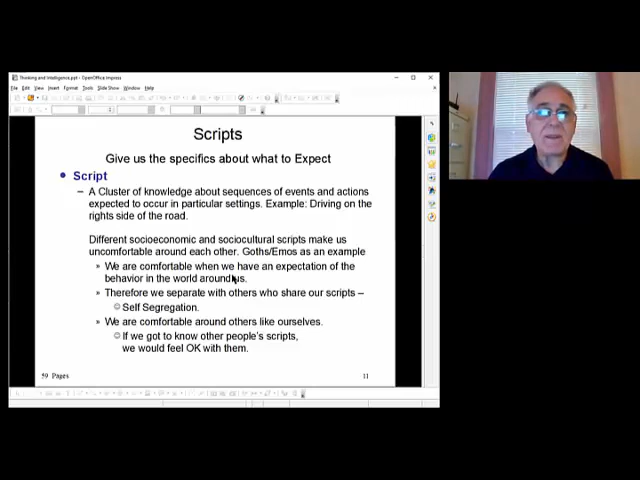 Thinking and Intelligence.ppt - OpenOffice Impress
File Edit View Insert Format Tools Slide Show Window Help
Scripts
Give us the specifics about what to Expect
Script
– A Cluster of knowledge about sequences of events and actions
expected to occur in particular settings. Example: Driving on the
rights side of the road.
Different socioeconomic and sociocultural scripts make us
uncomfortable around each other. Goths/Emos as an example
» We are comfortable when we have an expectation of the
behavior in the world around us.
» Therefore we separate with others who share our scripts –
Self Segregation.
» We are comfortable around others like ourselves.
If we got to know other people's scripts,
we would feel OK with them.
59 Pages
11